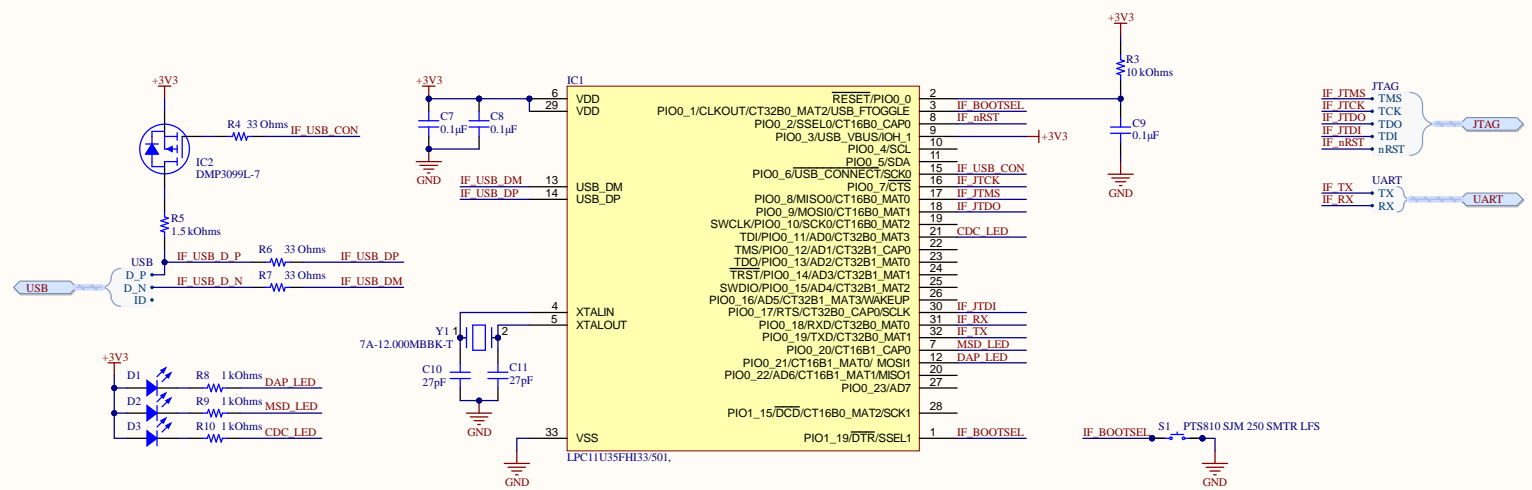 +3V3
R4 33 Ohms
IF_USB_CON
IC2
DMP3099L-7
R5
1.5 kOhms
USB
IF_USB_D_P
R6 33 Ohms
IF_USB_DP
D_P
D_N
ID
IF_USB_D_N
R7 33 Ohms
IF_USB_DM
USB
+3V3
D1 R8 1 kOhms DAP_LED
D2 R9 1 kOhms MSD_LED
D3 R10 1 kOhms CDC_LED
+3V3
C7
0.1µF
C8
0.1µF
GND
IF_USB_DM 13
IF_USB_DP 14
Y1
7A-12.000MBBK-T
1
2
C10
27pF
C11
27pF
GND
GND
IC1
6 VDD
29 VDD
USB_DM
USB_DP
4 XTALIN
5 XTALOUT
33 VSS
LPC11U35FHI33/501,
RESET/PIO0_0 2
PIO0_1/CLKOUT/CT32B0_MAT2/USB_FTOGGLE 3 IF_BOOTSEL
PIO0_2/SSEL0/CT16B0_CAP0 8 IF_nRST
PIO0_3/USB_VBUS/IOH_1 9 +3V3
PIO0_4/SCL 10
PIO0_5/SDA 11
PIO0_6/USB_CONNECT/SCK0 15 IF_USB_CON
PIO0_7/CTS 16 IF_JTCK
PIO0_8/MISO0/CT16B0_MAT0 17 IF_JTMS
PIO0_9/MOSI0/CT16B0_MAT1 18 IF_JTDO
SWCLK/PIO0_10/SCK0/CT16B0_MAT2 19
TDI/PIO0_11/AD0/CT32B0_MAT3 21 CDC_LED
TMS/PIO0_12/AD1/CT32B1_CAP0 22
TDO/PIO0_13/AD2/CT32B1_MAT0 23
TRST/PIO0_14/AD3/CT32B1_MAT1 24
SWDIO/PIO0_15/AD4/CT32B1_MAT2 25
PIO0_16/AD5/CT32B1_MAT3/WAKEUP 26
PIO0_17/RTS/CT32B0_CAP0/SCLK 30 IF_JTDI
PIO0_18/RXD/CT32B0_MAT0 31 IF_RX
PIO0_19/TXD/CT32B0_MAT1 32 IF_TX
PIO0_20/CT16B1_CAP0 7 MSD_LED
PIO0_21/CT16B1_MAT0/ MOSI1 12 DAP_LED
PIO0_22/AD6/CT16B1_MAT1/MISO1 20
PIO0_23/AD7 27
PIO1_15/DCD/CT16B0_MAT2/SCK1 28
PIO1_19/DTR/SSEL1 1 IF_BOOTSEL
+3V3
R3
10 kOhms
C9
0.1µF
GND
JTAG
IF_JTMS TMS
IF_JTCK TCK
IF_JTDO TDO
IF_JTDI TDI
IF_nRST nRST
JTAG
UART
IF_TX TX
IF_RX RX
UART
IF_BOOTSEL S1 PTS810 SJM 250 SMTR LFS
GND